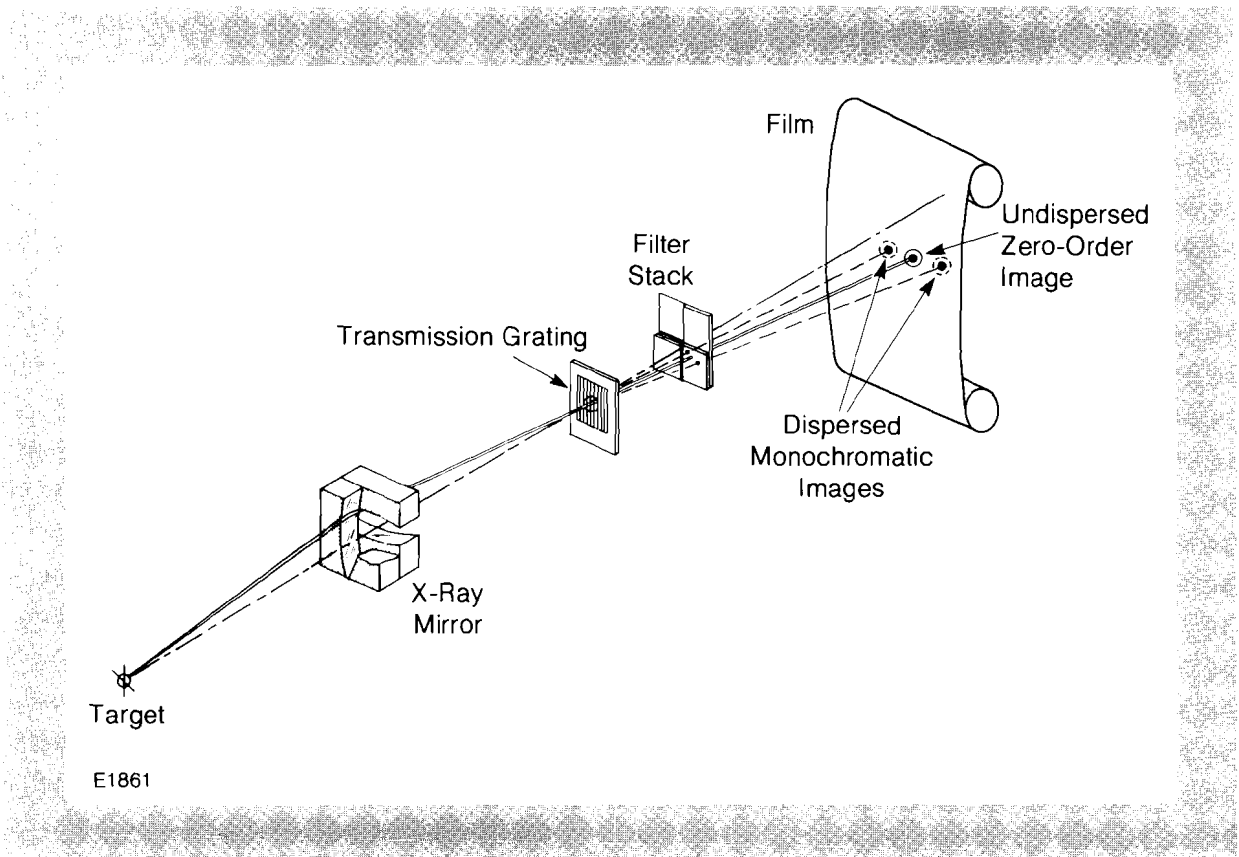 Film
Undispersed
Zero-Order
Image
Filter
Stack
Transmission Grating
Dispersed
Monochromatic
Images
X-Ray
Mirror
Target
E1861